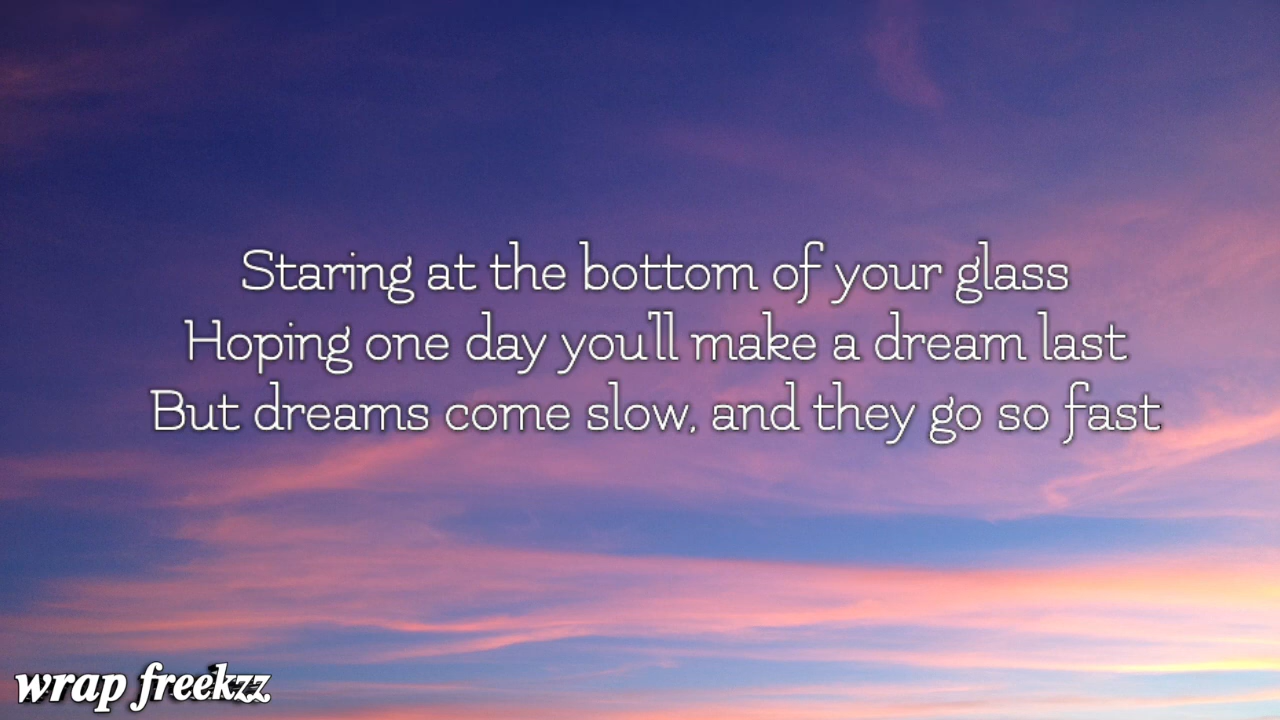 Staring at the bottom of your glass
Hoping one day you'll make a dream last
But dreams come slow, and they go so fast
wrap freekzz